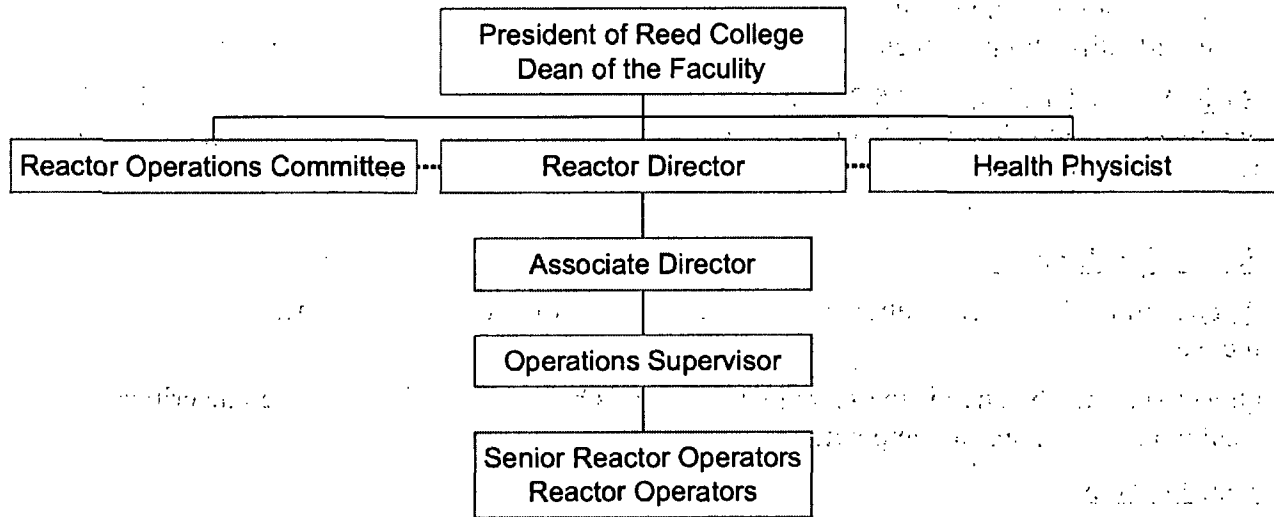 President of Reed College
Dean of the Faculity
Reactor Operations Committee
Reactor Director
Health Physicist
Associate Director
Operations Supervisor
Senior Reactor Operators
Reactor Operators